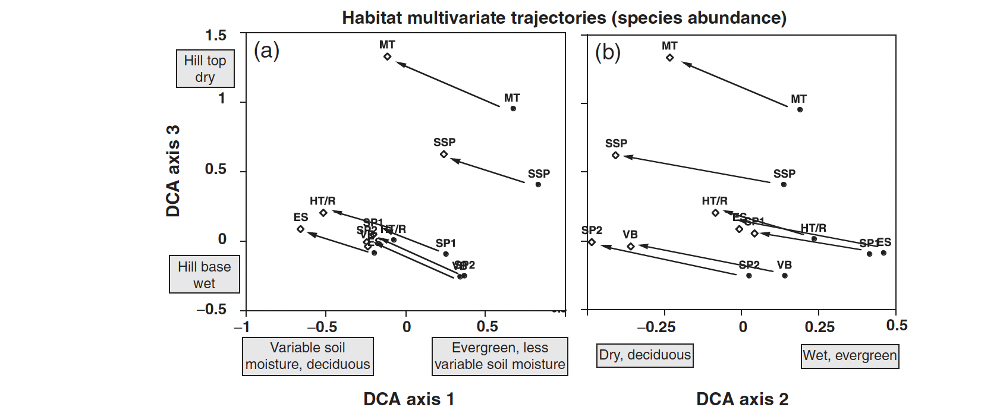 Habitat multivariate trajectories (species abundance)
DCA axis 3
1.5
1
0.5
0
–0.5
Hill top
dry
Hill base
wet
(a)
MT
MT
SSP
SSP
HT/R
ES
SP1
SP2
HT/R
VB
ES
SP1
SP2
VB
–1
–0.5
0
0.5
Variable soil
moisture, deciduous
Evergreen, less
variable soil moisture
DCA axis 1
(b)
MT
MT
SSP
SSP
HT/R
ES
SP1
HT/R
SP2
VB
SP1
ES
SP2
VB
–0.25
0
0.25
0.5
Dry, deciduous
Wet, evergreen
DCA axis 2